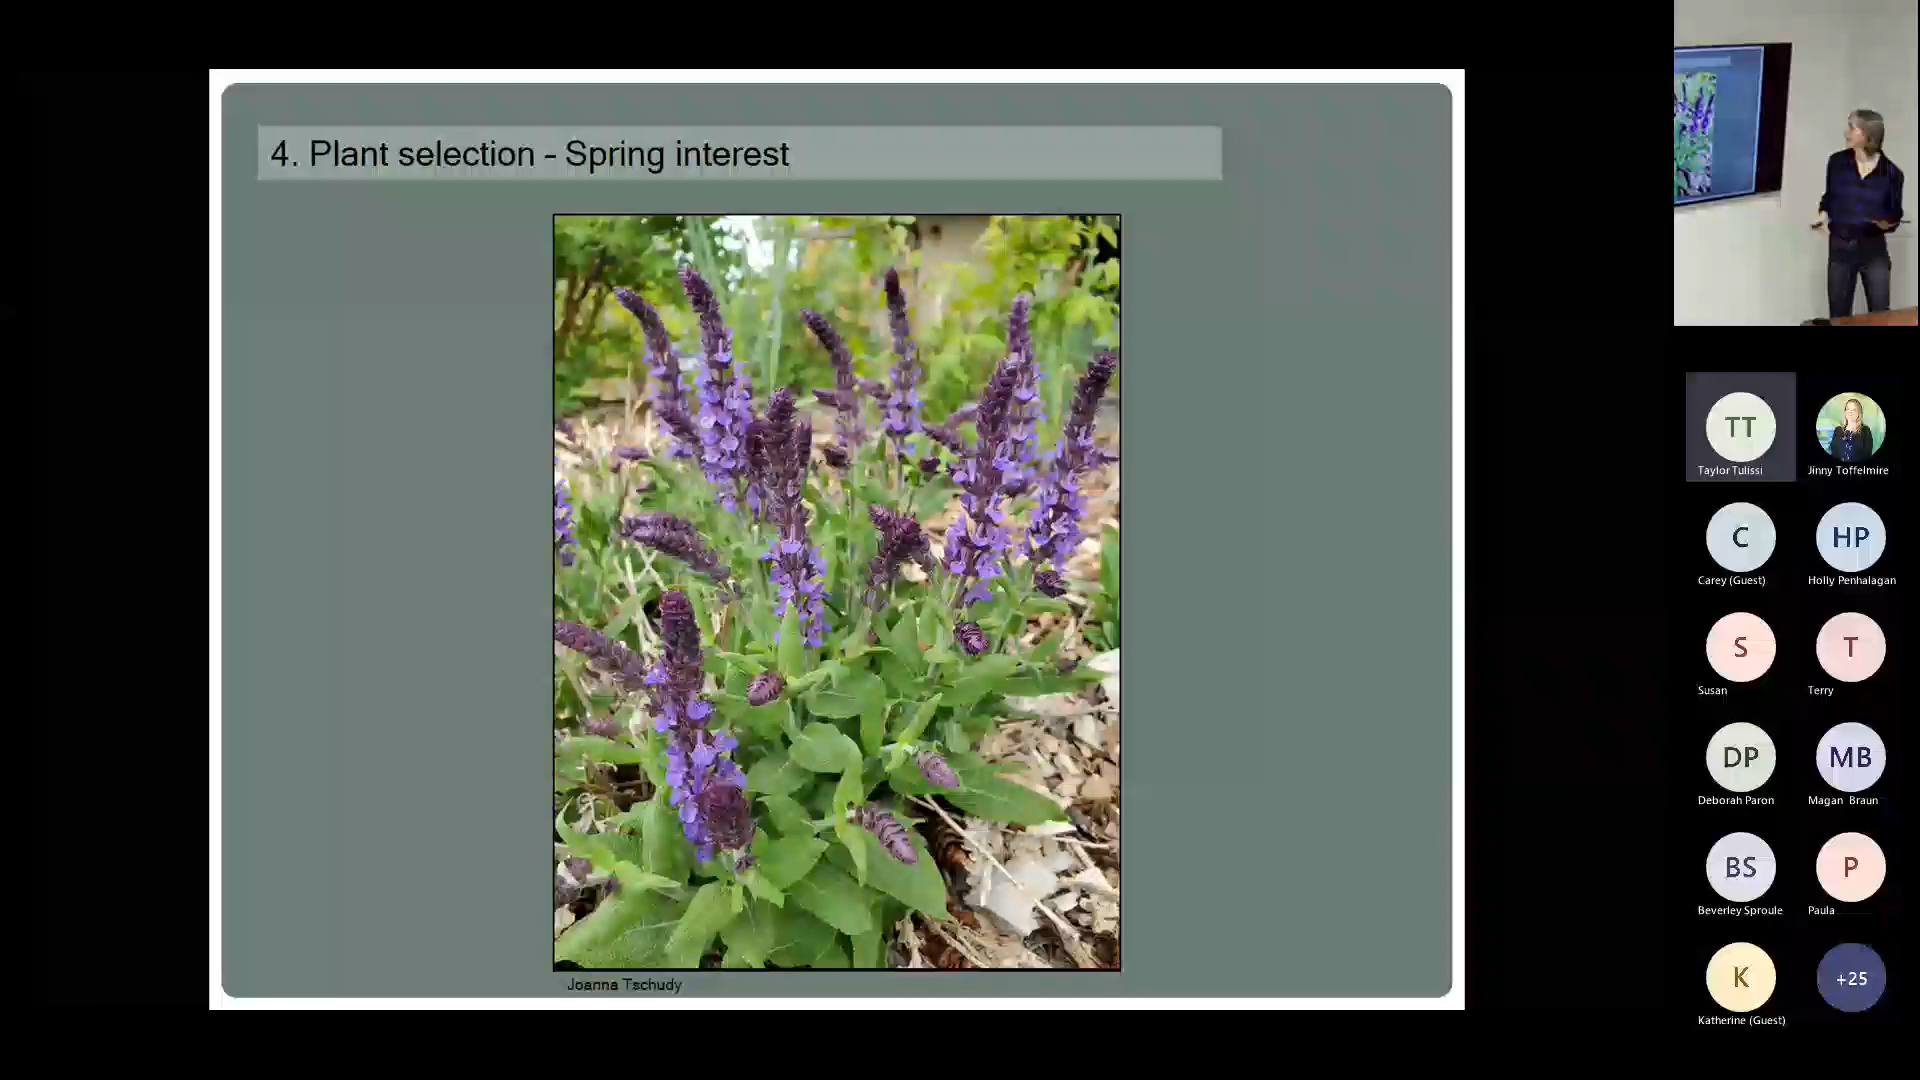 4. Plant selection - Spring interest
Joanna Tschudy
TT
Taylor Tulissi
Jinny Toffelmire
C
HP
Carey (Guest)
Holly Penhalagan
S
T
Susan
Terry
DP
MB
Deborah Paron
Magan Braun
BS
P
Beverley Sproule
Paula
K
+25
Katherine (Guest)